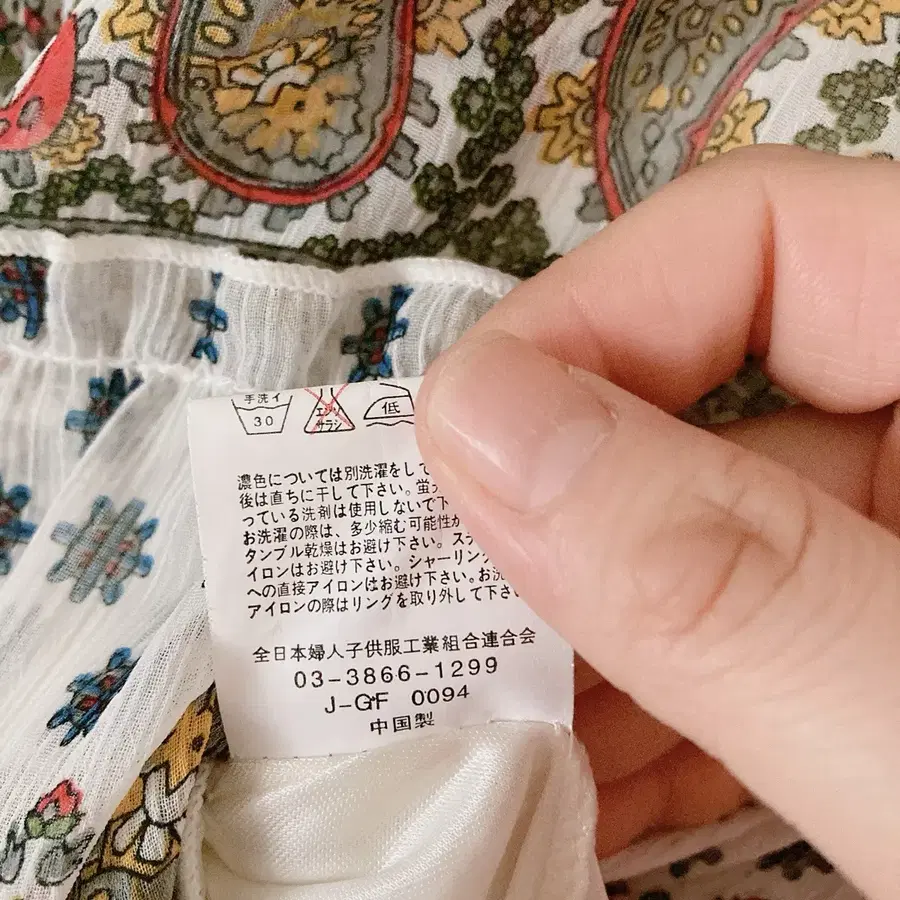 手洗イ
30
エンソ
サラシ
低
濃色については別洗濯をして
後は直ちに干して下さい。蛍
っている洗剤は使用しないで下
お洗濯の際は、多少縮む可能性が
タンブル乾燥はお避け下さい。ス
イロンはお避け下さい。シャーリング
への直接アイロンはお避け下さい。お洗
アイロンの際はリングを取り外して下さ
全日本婦人子供服工業組合連合会
03-3866-1299
J-GF 0094
中国製